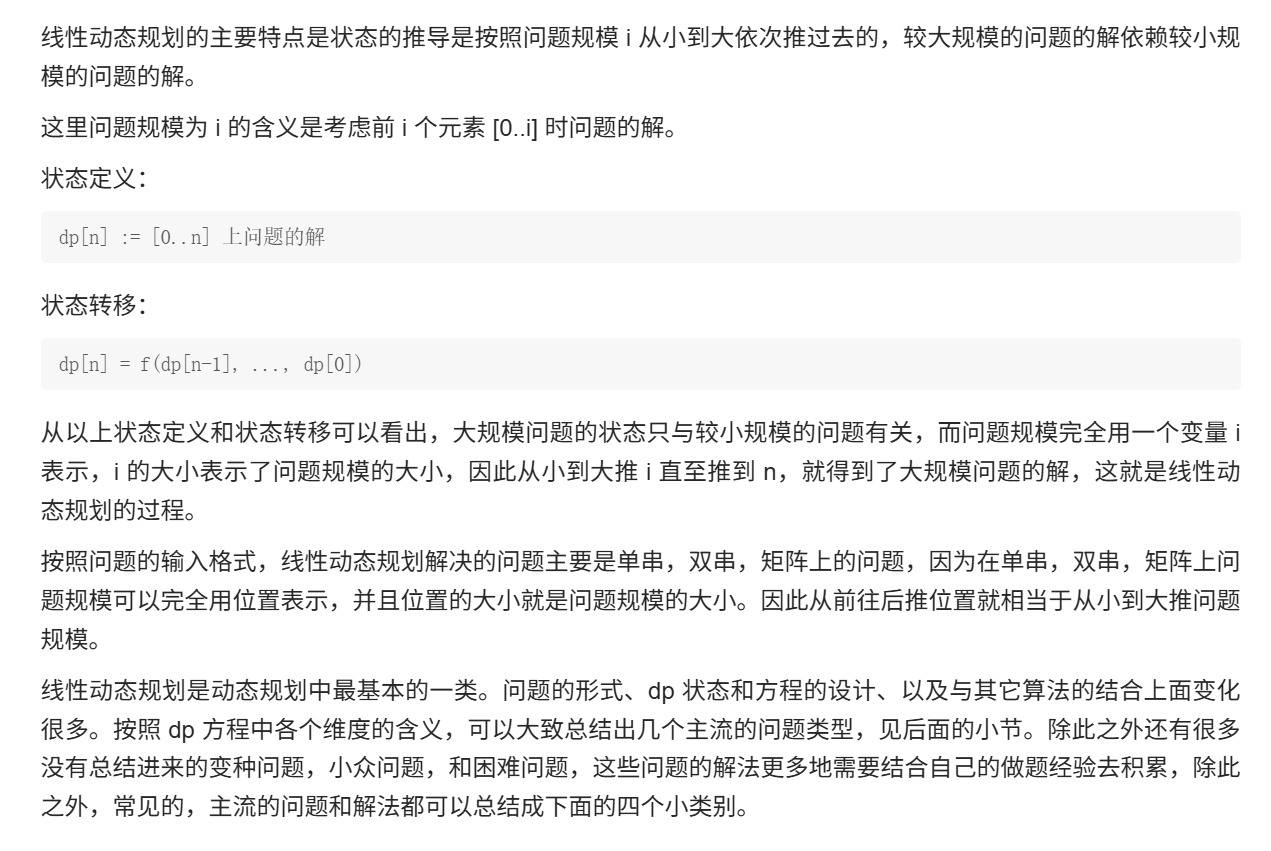 线性动态规划的主要特点是状态的推导是按照问题规模 i 从小到大依次推过去的，较大规模的问题的解依赖较小规
模的问题的解。
这里问题规模为 i 的含义是考虑前 i 个元素 [0..i] 时问题的解。
状态定义：
dp[n] := [0..n] 上问题的解
状态转移：
dp[n] = f(dp[n-1], ..., dp[0])
从以上状态定义和状态转移可以看出，大规模问题的状态只与较小规模的问题有关，而问题规模完全用一个变量 i
表示，i 的大小表示了问题规模的大小，因此从小到大推 i 直至推到 n，就得到了大规模问题的解，这就是线性动
态规划的过程。
按照问题的输入格式，线性动态规划解决的问题主要是单串，双串，矩阵上的问题，因为在单串，双串，矩阵上问
题规模可以完全用位置表示，并且位置的大小就是问题规模的大小。因此从前往后推位置就相当于从小到大推问题
规模。
线性动态规划是动态规划中最基本的一类。问题的形式、dp 状态和方程的设计、以及与其它算法的结合上面变化
很多。按照 dp 方程中各个维度的含义，可以大致总结出几个主流的问题类型，见后面的小节。除此之外还有很多
没有总结进来的变种问题，小众问题，和困难问题，这些问题的解法更多地需要结合自己的做题经验去积累，除此
之外，常见的，主流的问题和解法都可以总结成下面的四个小类别。